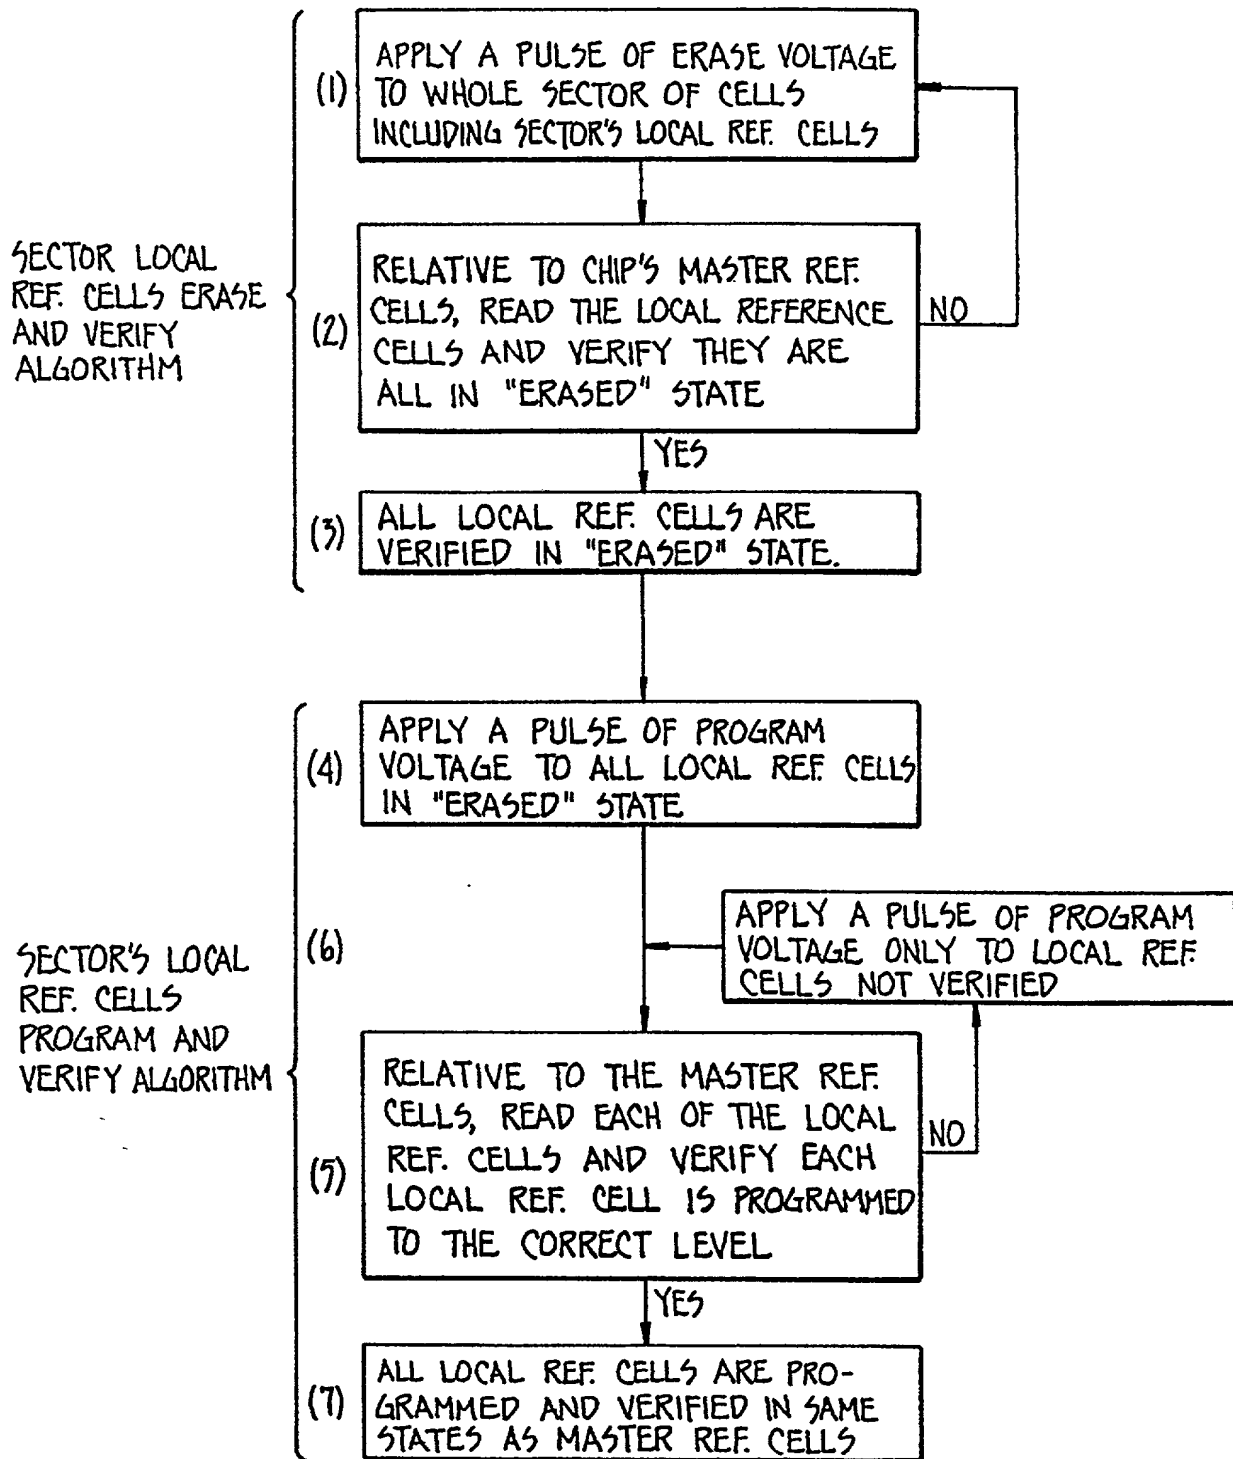 (1)
APPLY A PULSE OF ERASE VOLTAGE
TO WHOLE SECTOR OF CELLS
INCLUDING SECTOR'S LOCAL REF. CELLS
SECTOR LOCAL
REF. CELLS ERASE
AND VERIFY
ALGORITHM
(2)
RELATIVE TO CHIP'S MASTER REF.
CELLS, READ THE LOCAL REFERENCE
CELLS AND VERIFY THEY ARE
ALL IN "ERASED" STATE
NO
YES
(3)
ALL LOCAL REF. CELLS ARE
VERIFIED IN "ERASED" STATE.
(4)
APPLY A PULSE OF PROGRAM
VOLTAGE TO ALL LOCAL REF. CELLS
IN "ERASED" STATE
(6)
APPLY A PULSE OF PROGRAM
VOLTAGE ONLY TO LOCAL REF.
CELLS NOT VERIFIED
SECTOR'S LOCAL
REF. CELLS
PROGRAM AND
VERIFY ALGORITHM
(5)
RELATIVE TO THE MASTER REF.
CELLS, READ EACH OF THE LOCAL
REF. CELLS AND VERIFY EACH
LOCAL REF. CELL IS PROGRAMMED
TO THE CORRECT LEVEL
NO
YES
(7)
ALL LOCAL REF. CELLS ARE PRO-
GRAMMED AND VERIFIED IN SAME
STATES AS MASTER REF. CELLS